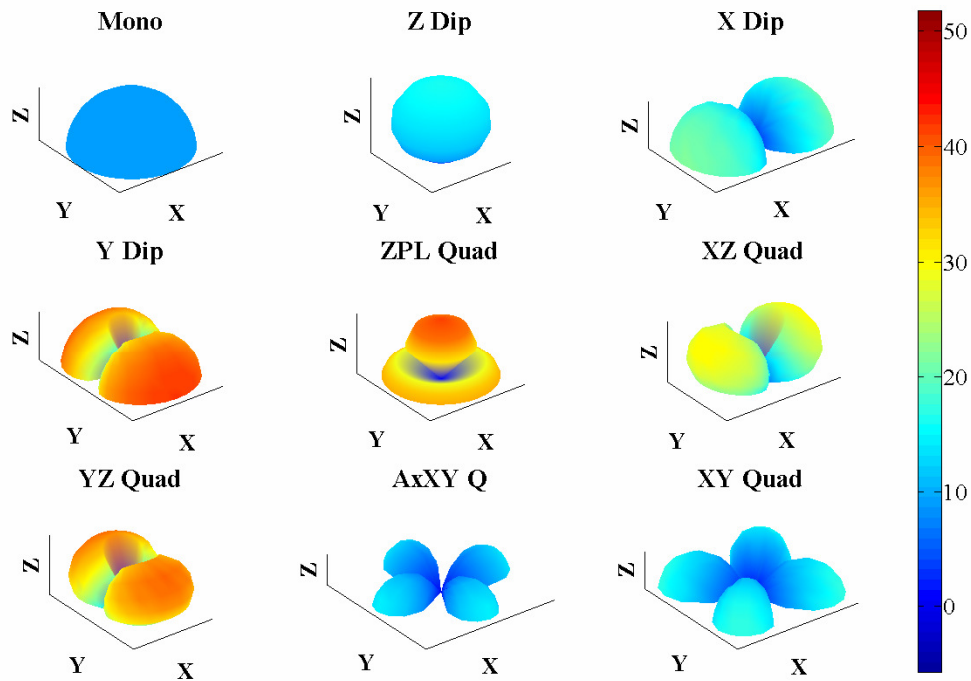 Mono
Z Dip
X Dip
Z
Y
X
Z
Y
X
Z
Y
X
Y Dip
ZPL Quad
XZ Quad
Z
Y
X
Z
Y
X
Z
Y
X
YZ Quad
AxXY Q
XY Quad
Z
Y
X
Z
Y
X
Z
Y
X
50
40
30
20
10
0